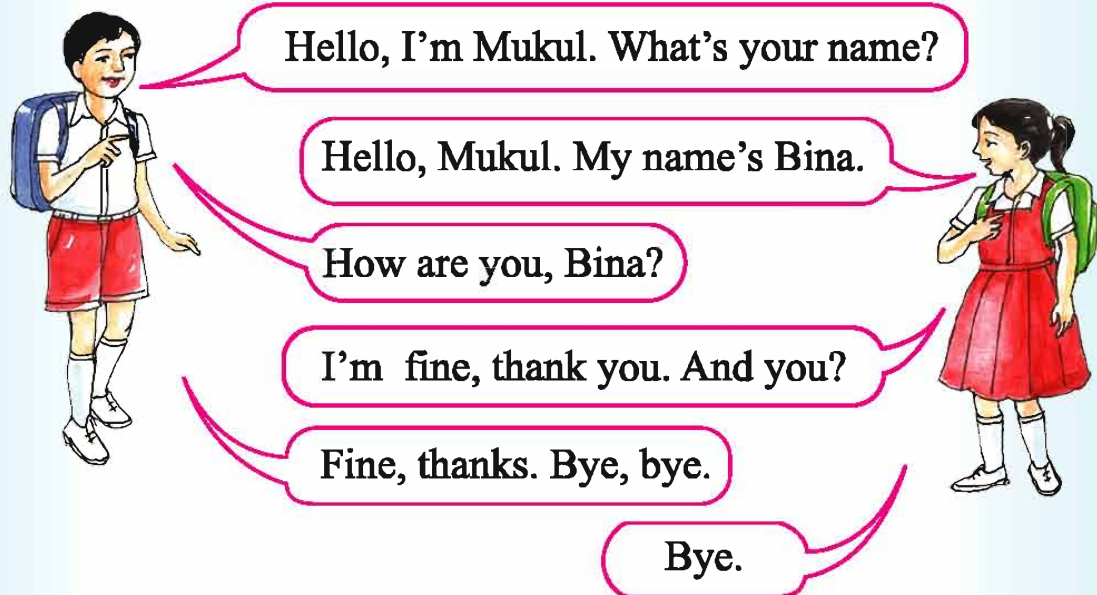 Hello, I’m Mukul. What’s your name?
Hello, Mukul. My name’s Bina.
How are you, Bina?
I’m fine, thank you. And you?
Fine, thanks. Bye, bye.
Bye.